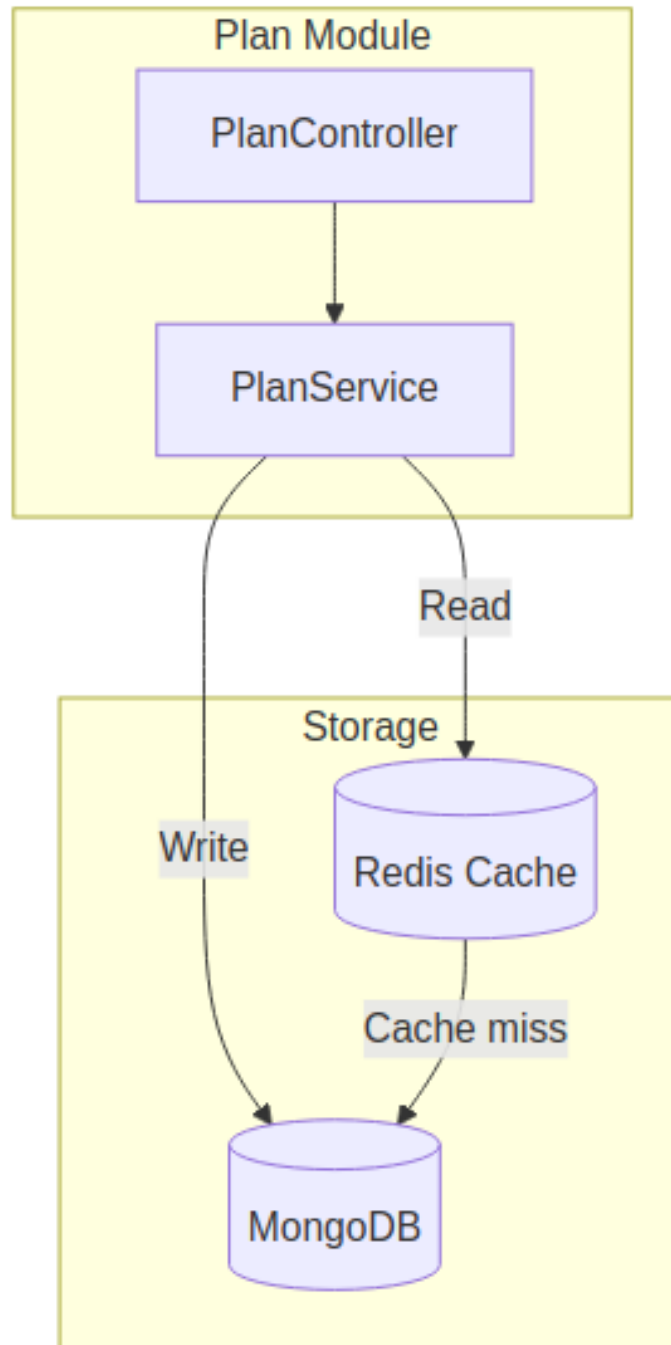 Plan Module
PlanController
PlanService
Read
Storage
Write
Redis Cache
Cache miss
MongoDB